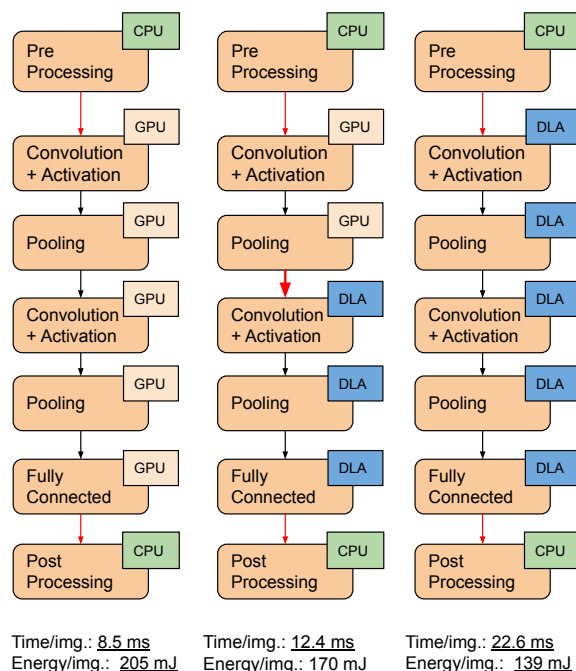 CPU
Pre
Processing
GPU
Convolution
+ Activation
GPU
Pooling
GPU
Convolution
+ Activation
GPU
Pooling
GPU
Fully
Connected
CPU
Post
Processing
Time/img.: 8.5 ms
Energy/img.: 205 mJ
CPU
Pre
Processing
GPU
Convolution
+ Activation
GPU
Pooling
DLA
Convolution
+ Activation
DLA
Pooling
DLA
Fully
Connected
CPU
Post
Processing
Time/img.: 12.4 ms
Energy/img.: 170 mJ
CPU
Pre
Processing
DLA
Convolution
+ Activation
DLA
Pooling
DLA
Convolution
+ Activation
DLA
Pooling
DLA
Fully
Connected
CPU
Post
Processing
Time/img.: 22.6 ms
Energy/img.: 139 mJ